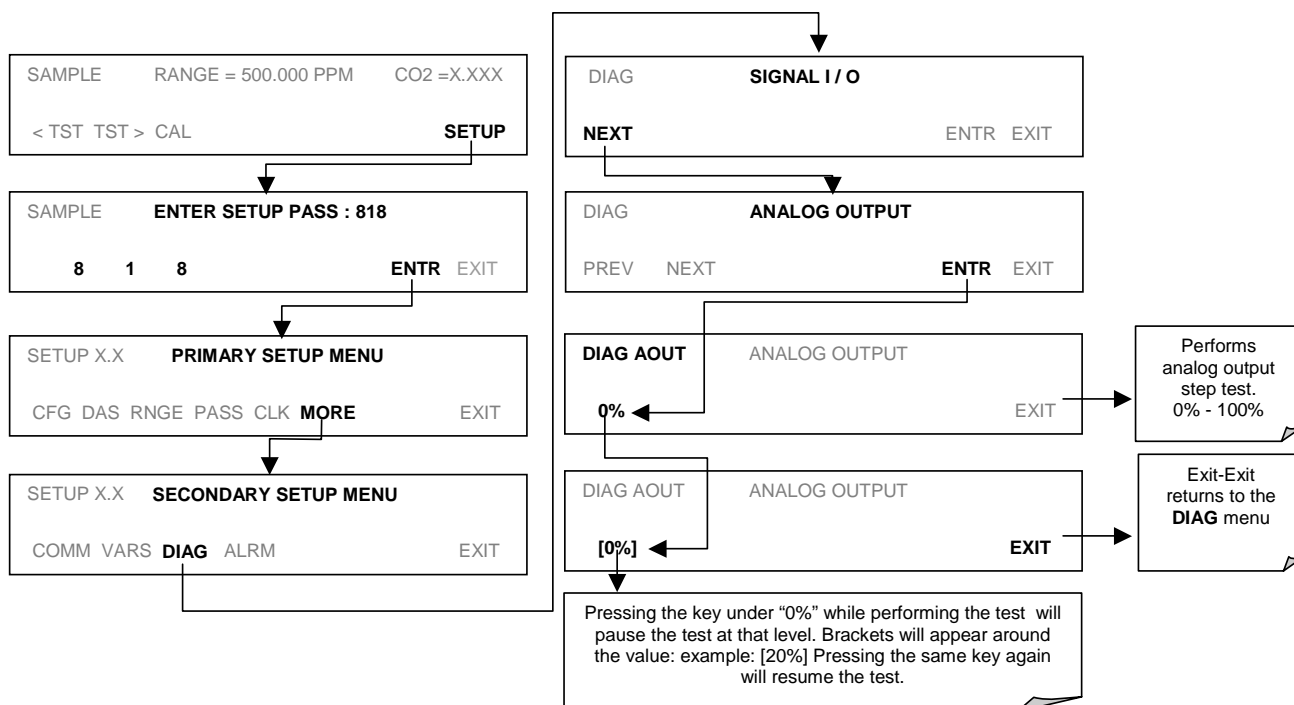 SAMPLE RANGE = 500.000 PPM CO2 =X.XXX
< TST TST > CAL SETUP
SAMPLE ENTER SETUP PASS : 818
8 1 8 ENTR EXIT
SETUP X.X PRIMARY SETUP MENU
CFG DAS RNGE PASS CLK MORE EXIT
SETUP X.X SECONDARY SETUP MENU
COMM VARS DIAG ALRM EXIT
DIAG SIGNAL I / O
NEXT ENTR EXIT
DIAG ANALOG OUTPUT
PREV NEXT ENTR EXIT
DIAG AOUT ANALOG OUTPUT
0% EXIT
Performs
analog output
step test.
0% - 100%
DIAG AOUT ANALOG OUTPUT
[0%] EXIT
Exit-Exit
returns to the
DIAG menu
Pressing the key under “0%” while performing the test will
pause the test at that level. Brackets will appear around
the value: example: [20%] Pressing the same key again
will resume the test.